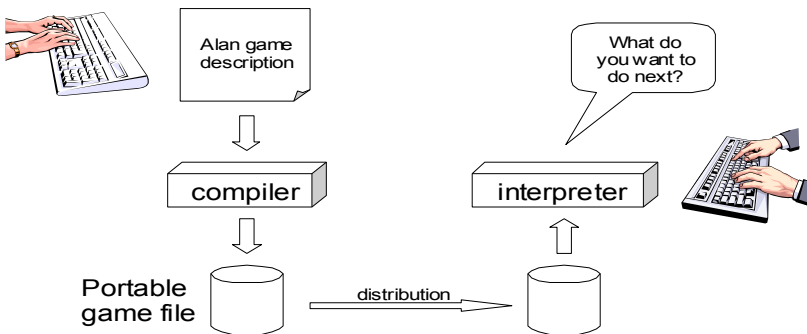 Alan game
description
What do
you want to
do next?
compiler
interpreter
Portable
game file
distribution